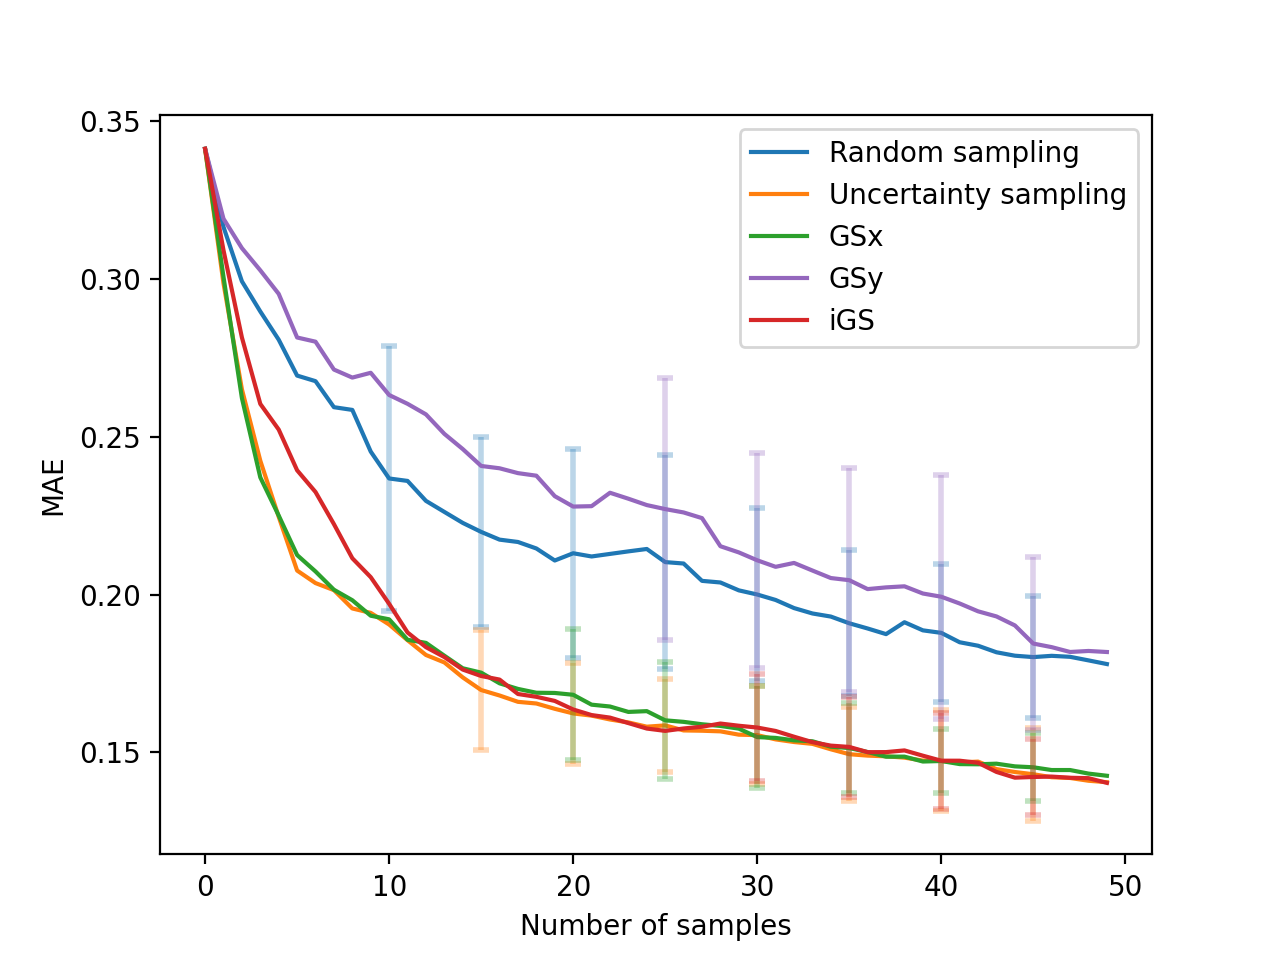 0.35
0.30
0.25
0.20
0.15
MAE
0 10 20 30 40 50
Number of samples
Random sampling
Uncertainty sampling
GSx
GSy
iGS